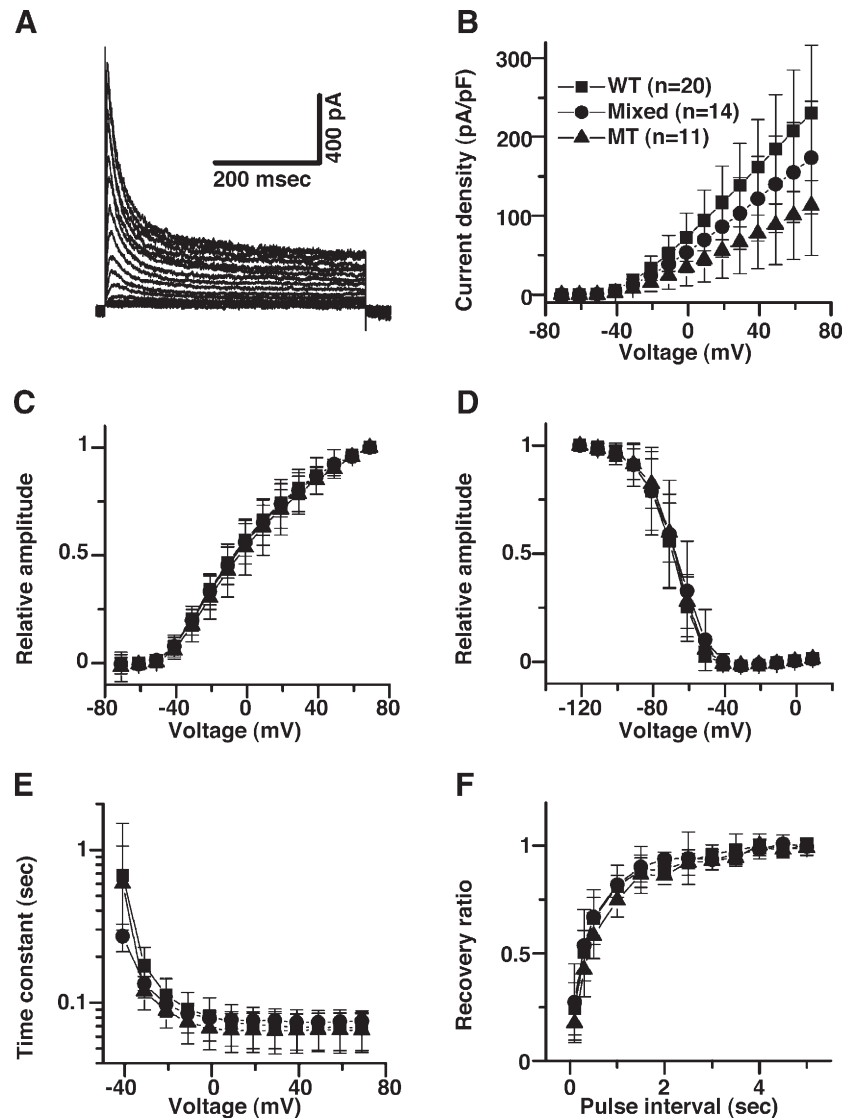 A
400 pA
200 msec
B
Current density (pA/pF)
300
200
100
0
WT (n=20)
Mixed (n=14)
MT (n=11)
-80 -40 0 40 80
Voltage (mV)
C
Relative amplitude
1
0.5
0
-80 -40 0 40 80
Voltage (mV)
D
Relative amplitude
1
0.5
0
-120 -80 -40 0
Voltage (mV)
E
Time constant (sec)
1
0.1
-40 0 40 80
Voltage (mV)
F
Recovery ratio
1
0.5
0
0 2 4
Pulse interval (sec)